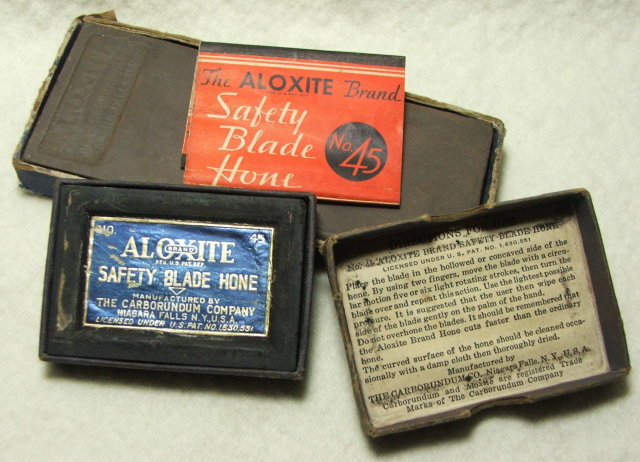 ALOXITE
The ALOXITE Brand
REG. U.S. PAT. OFF.
Safety
Blade
Hone
No.
45
NO. 45
ALOXITE
BRAND
REG. U.S. PAT. OFF.
SAFETY BLADE HONE
MANUFACTURED BY
THE CARBORUNDUM COMPANY
NIAGARA FALLS N.Y. U.S.A.
LICENSED UNDER U.S. PAT. NO. 1.530.551
DIRECTIONS FOR
No. 45 ALOXITE BRAND SAFETY BLADE HONE
LICENSED UNDER U. S. PAT. NO. 1.530.551
Place the blade in the hollowed or concaved side of the
hone. By using two fingers, move the blade with a circu-
lar motion five or six light rotating strokes, then turn the
blade over and repeat this action. Use the lightest possible
pressure. It is suggested that the user then wipe each
side of the blade gently on the palm of the hand.
Do not overhone the blades. It should be remembered that
the Aloxite Brand Hone cuts faster than the ordinary
hone.
The curved surface of the hone should be cleaned occa-
sionally with a damp cloth then thoroughly dried.
Manufactured by
THE CARBORUNDUM CO., Niagara Falls, N. Y., U. S. A.
Carborundum and Aloxite are registered Trade
Marks of The Carborundum Company